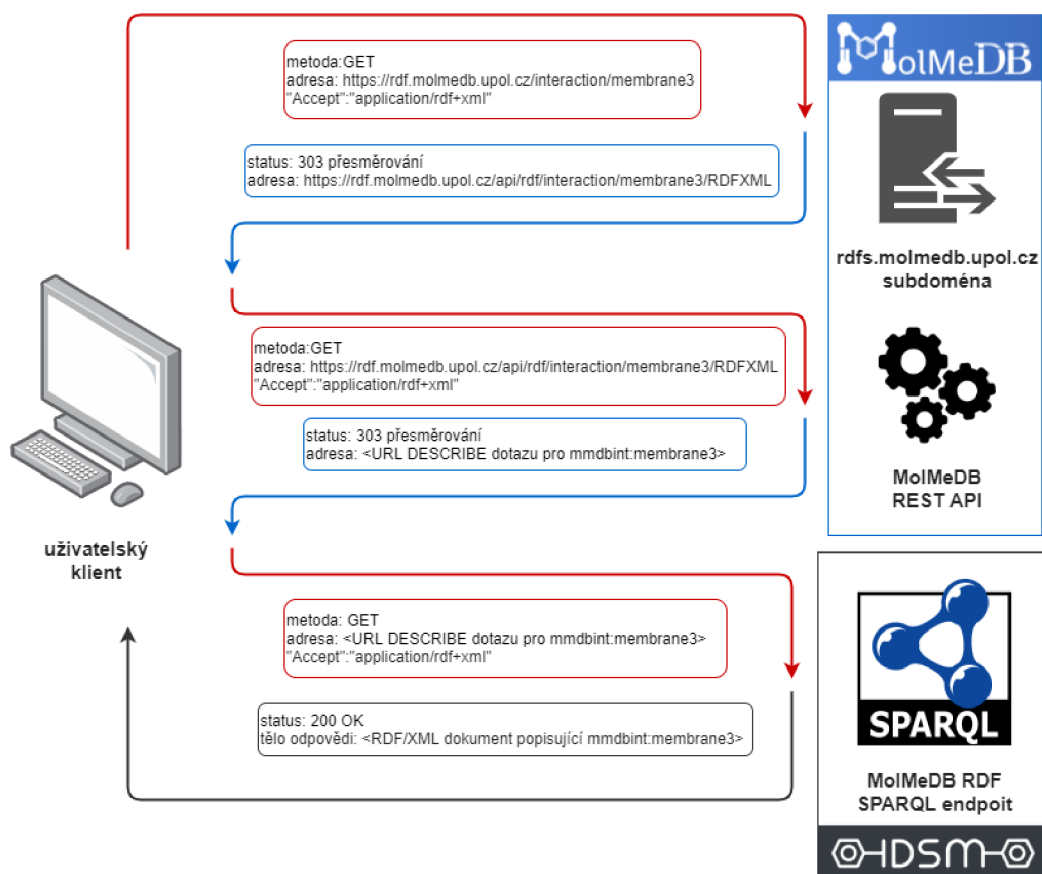 metoda:GET
adresa: https://rdf.molmedb.upol.cz/interaction/membrane3
"Accept":"application/rdf+xml"
status: 303 přesměrování
adresa: https://rdf.molmedb.upol.cz/api/rdf/interaction/membrane3/RDFXML
MolMeDB
rdfs.molmedb.upol.cz
subdoména
metoda:GET
adresa: https://rdf.molmedb.upol.cz/api/rdf/interaction/membrane3/RDFXML
"Accept":"application/rdf+xml"
status: 303 přesměrování
adresa: <URL DESCRIBE dotazu pro mmdbint:membrane3>
MolMeDB
REST API
uživatelský
klient
metoda: GET
adresa: <URL DESCRIBE dotazu pro mmdbint:membrane3>
"Accept":"application/rdf+xml"
status: 200 OK
tělo odpovědi: <RDF/XML dokument popisující mmdbint:membrane3>
SPARQL
MolMeDB RDF
SPARQL endpoit
IDSM